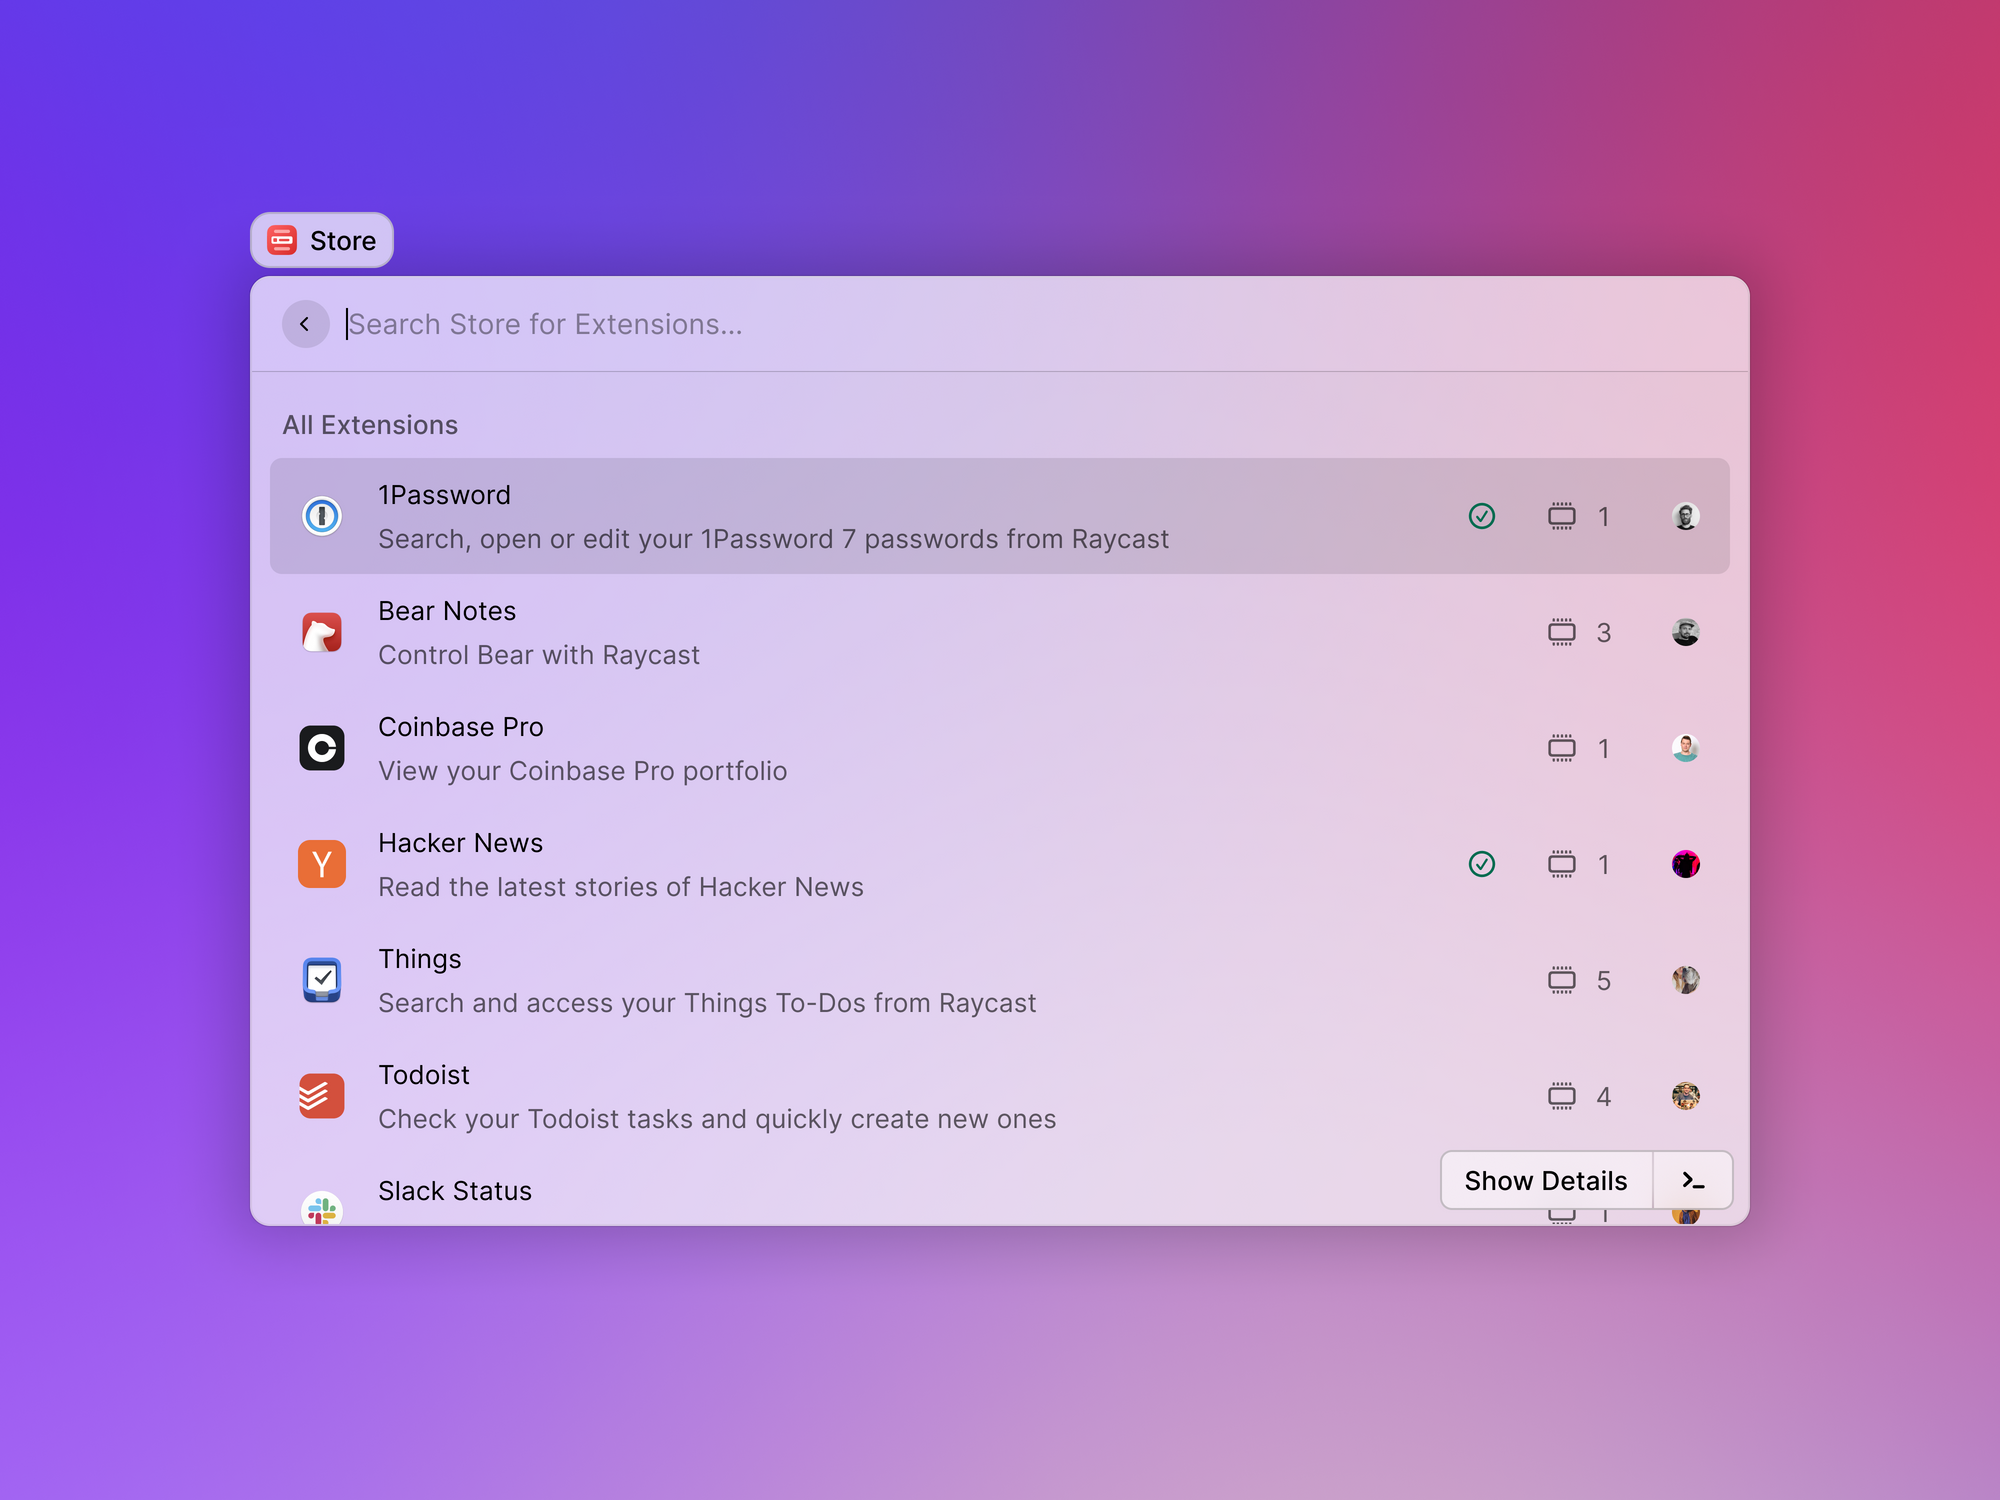 Store
Search Store for Extensions...
All Extensions
1Password
Search, open or edit your 1Password 7 passwords from Raycast
1
Bear Notes
Control Bear with Raycast
3
Coinbase Pro
View your Coinbase Pro portfolio
1
Y
Hacker News
Read the latest stories of Hacker News
1
Things
Search and access your Things To-Dos from Raycast
5
Todoist
Check your Todoist tasks and quickly create new ones
4
Slack Status
Show Details